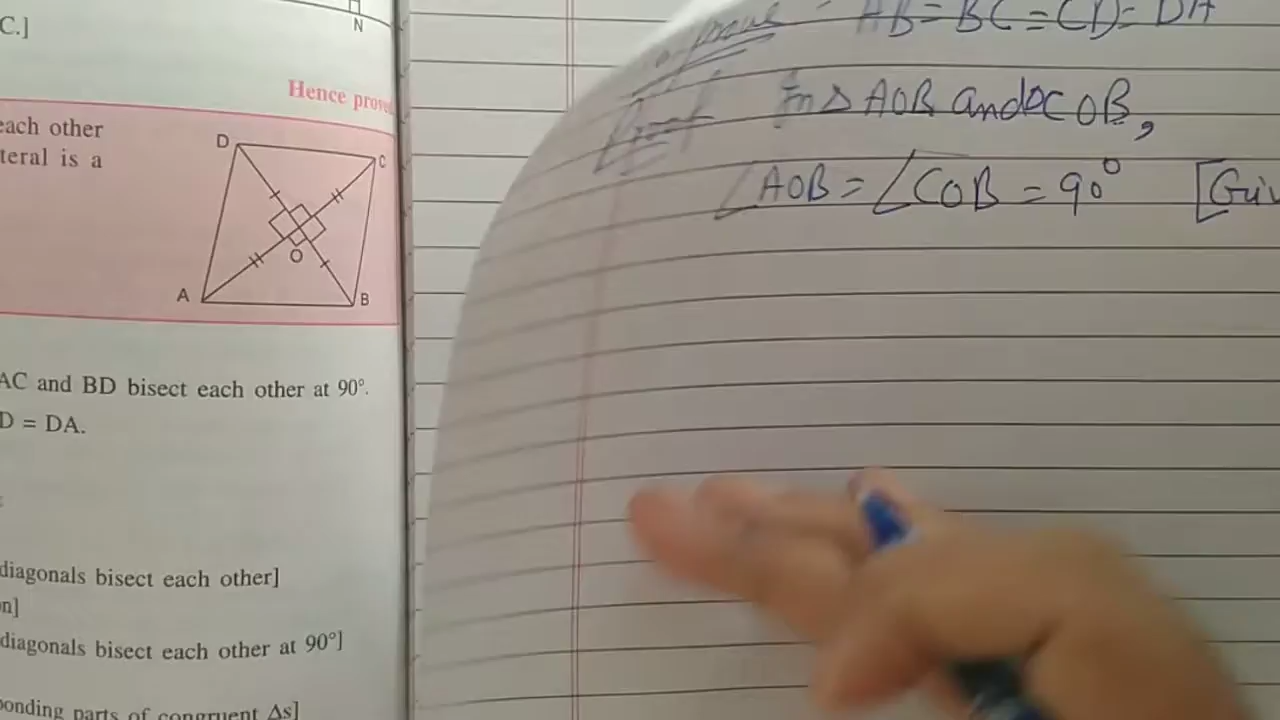 C.]
N
Hence prove
each other
teral is a
D
C
O
A
B
AC and BD bisect each other at 90°.
D = DA.
diagonals bisect each other]
n]
diagonals bisect each other at 90°]
ponding parts of congruent Δs]
prove : AB = BC = CD = DA
Proof In Δ AOB and Δ COB,
∠AOB = ∠COB = 90° [Giv